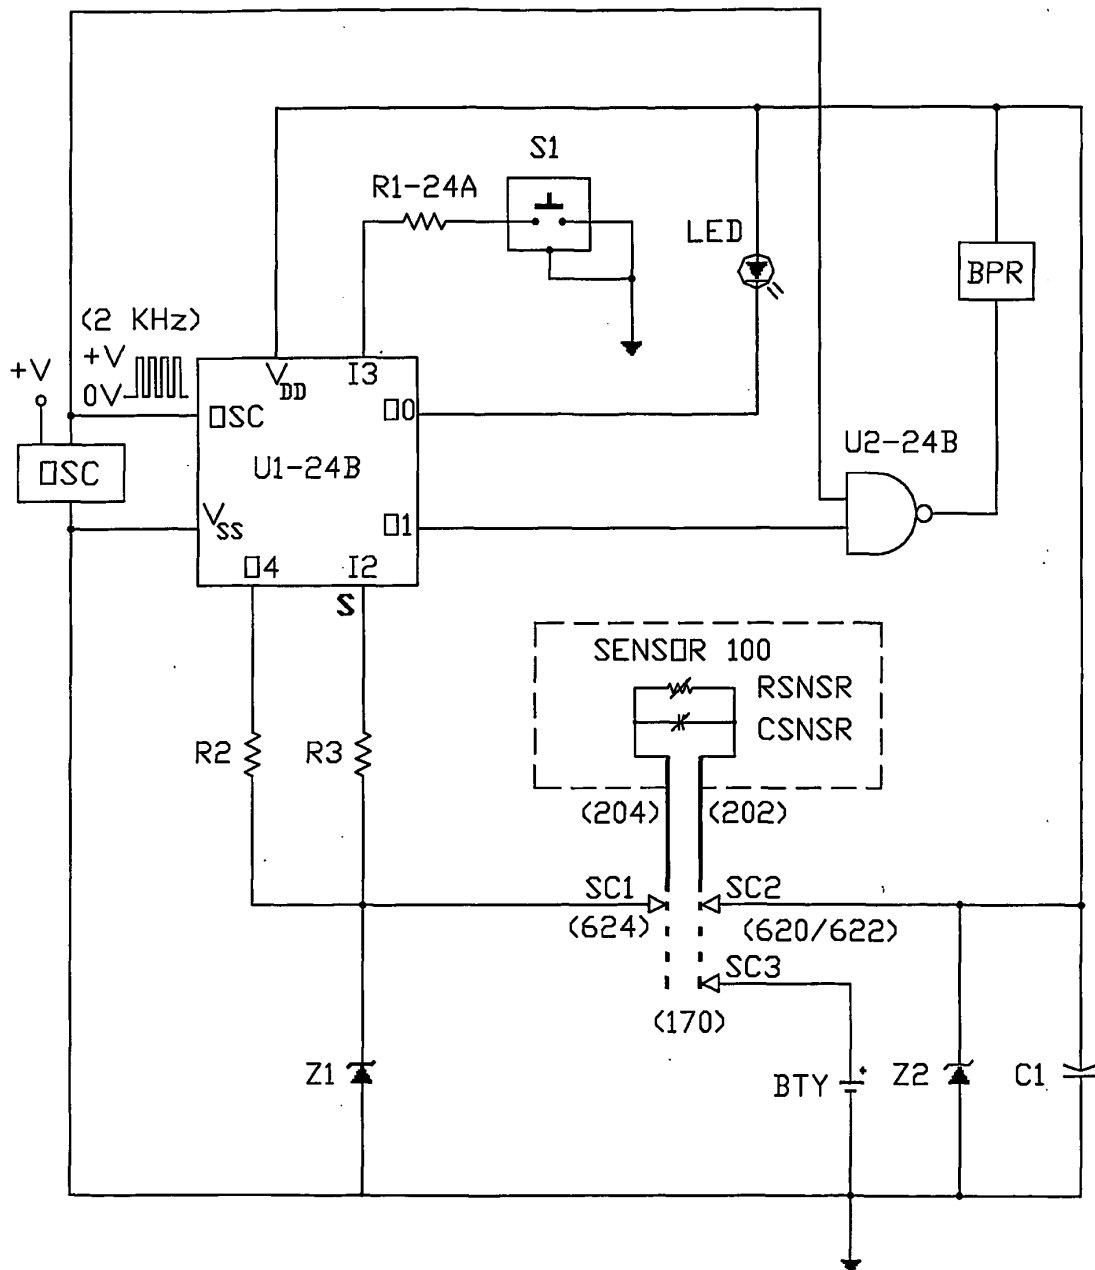 S1
R1-24A
LED
BPR
(2 KHz)
+V
+V
0V
VDD
I3
OSC
O0
U2-24B
OSC
U1-24B
VSS
O1
O4
I2
S
SENSOR 100
RSNSR
CSNSR
R2
R3
(204)
(202)
SC1
SC2
(624)
(620/622)
SC3
(170)
Z1
BTY
+
Z2
C1